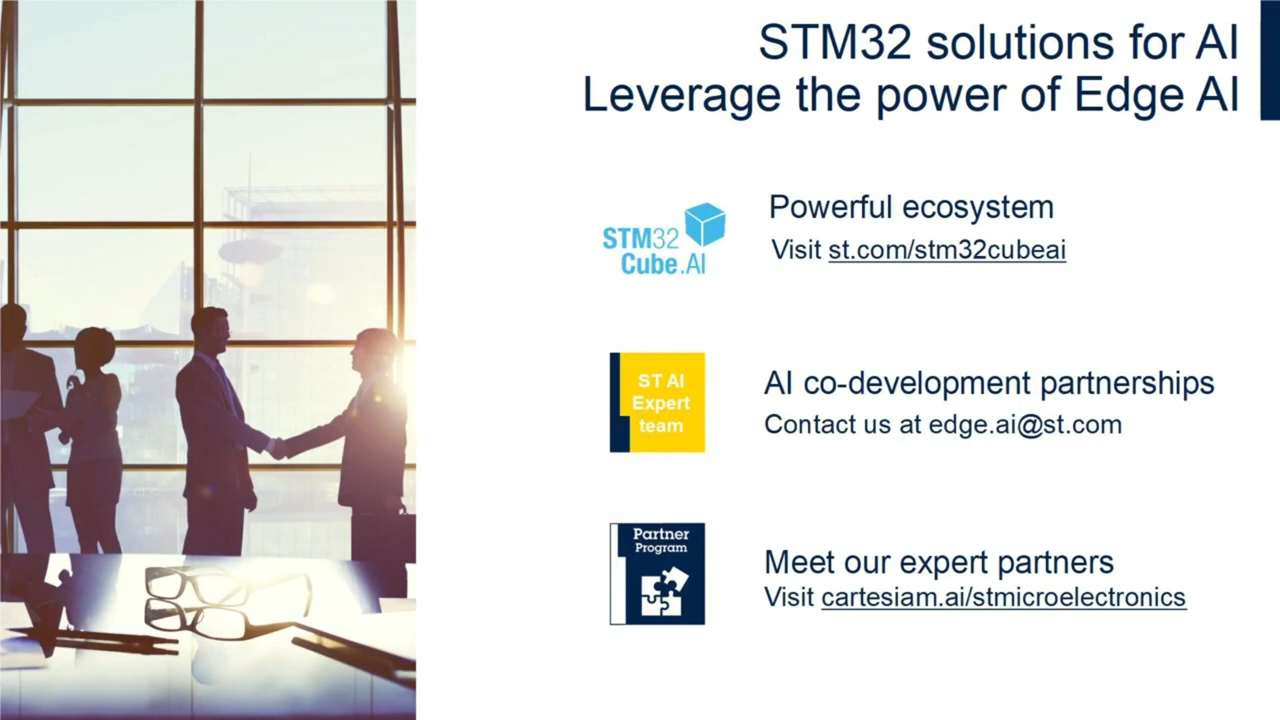 STM32 solutions for AI
Leverage the power of Edge AI
STM32
Cube.AI
Powerful ecosystem
Visit st.com/stm32cubeai
ST AI
Expert
team
AI co-development partnerships
Contact us at edge.ai@st.com
Partner
Program
Meet our expert partners
Visit cartesiam.ai/stmicroelectronics